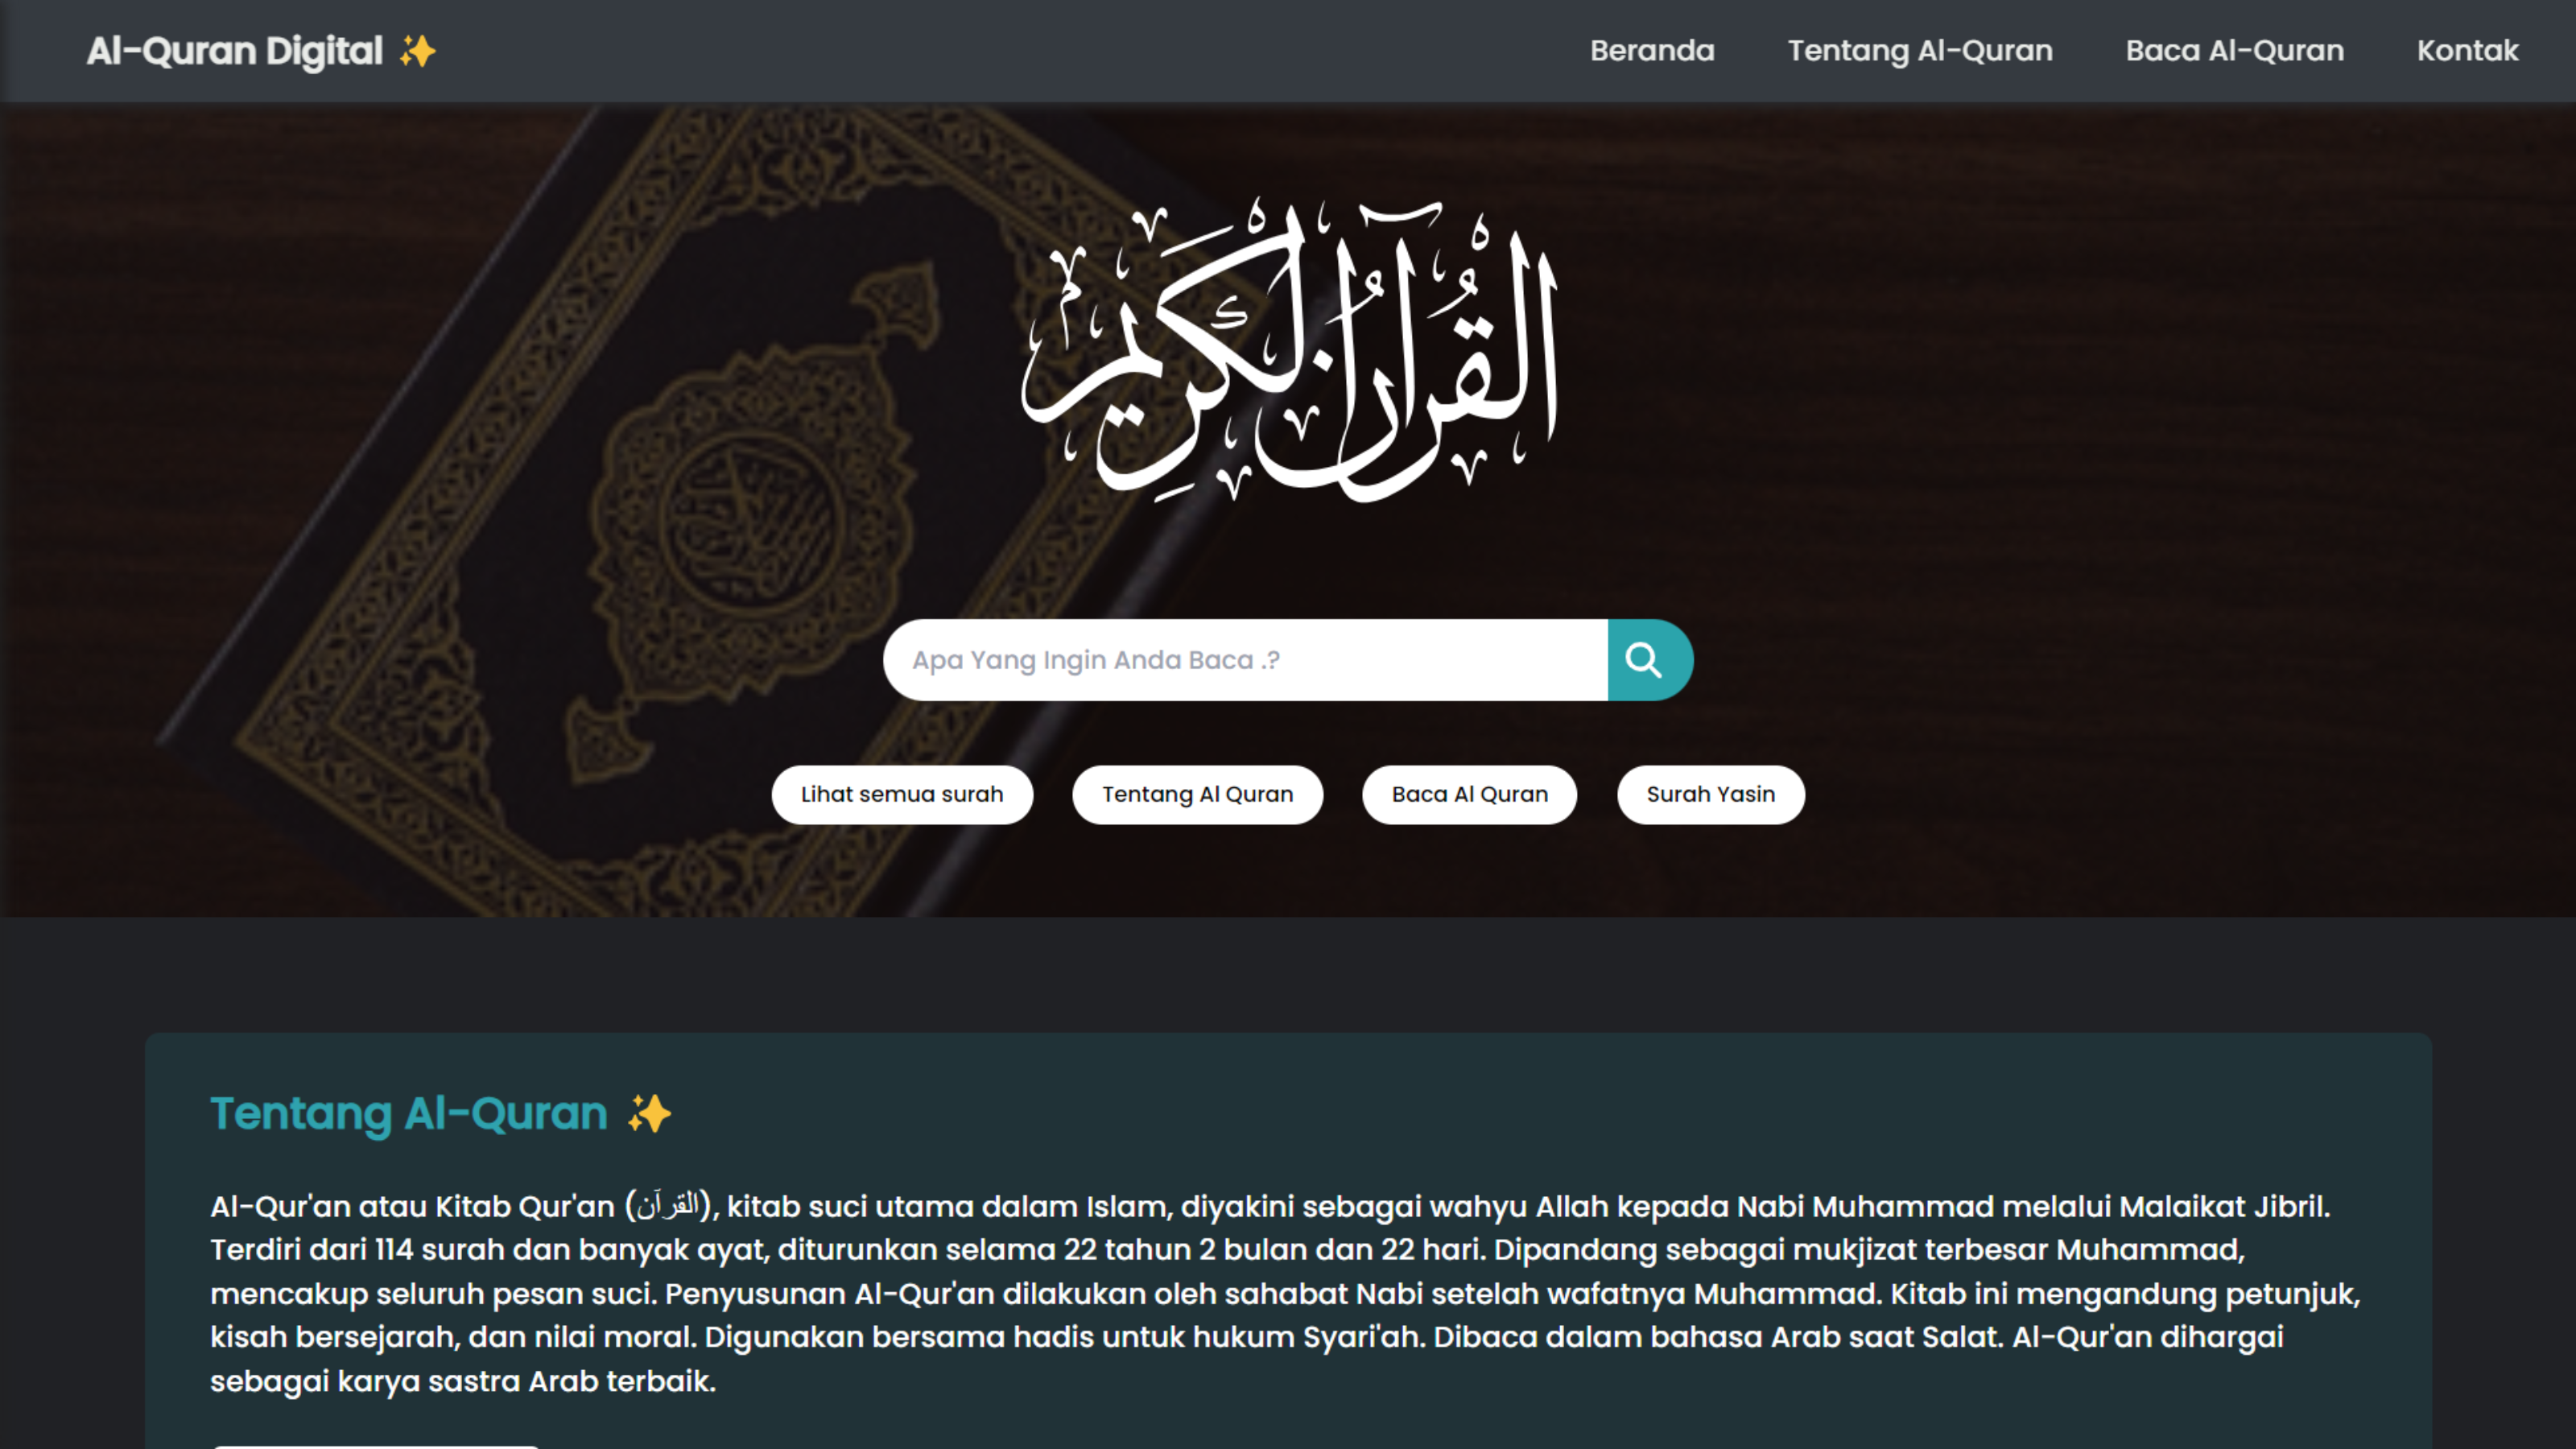 Al-Quran Digital ✨
Beranda
Tentang Al-Quran
Baca Al-Quran
Kontak
القُرآنُ الكَرِيم
Apa Yang Ingin Anda Baca .?
Lihat semua surah
Tentang Al Quran
Baca Al Quran
Surah Yasin
Tentang Al-Quran ✨
Al-Qur'an atau Kitab Qur'an (القرآن), kitab suci utama dalam Islam, diyakini sebagai wahyu Allah kepada Nabi Muhammad melalui Malaikat Jibril.
Terdiri dari 114 surah dan banyak ayat, diturunkan selama 22 tahun 2 bulan dan 22 hari. Dipandang sebagai mukjizat terbesar Muhammad,
mencakup seluruh pesan suci. Penyusunan Al-Qur'an dilakukan oleh sahabat Nabi setelah wafatnya Muhammad. Kitab ini mengandung petunjuk,
kisah bersejarah, dan nilai moral. Digunakan bersama hadis untuk hukum Syari'ah. Dibaca dalam bahasa Arab saat Salat. Al-Qur'an dihargai
sebagai karya sastra Arab terbaik.